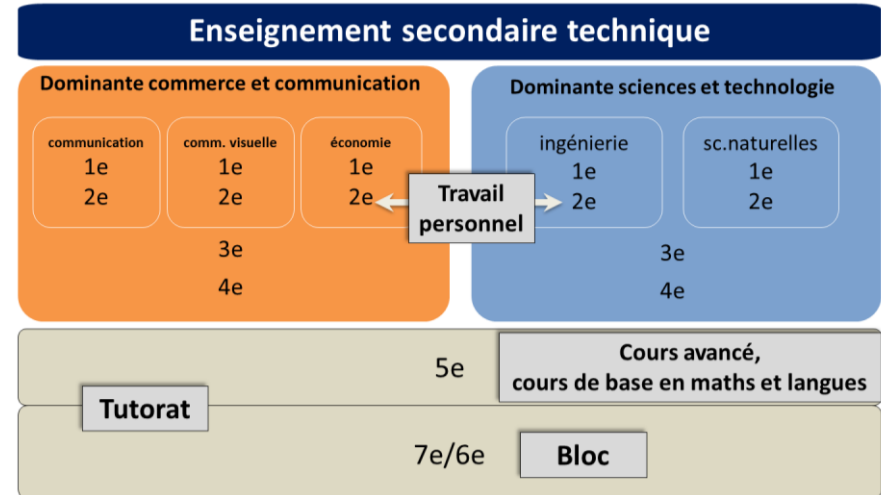 Enseignement secondaire technique
Dominante commerce et communication
communication
1e
2e
comm. visuelle
1e
2e
économie
1e
2e
3e
4e
Travail
personnel
Dominante sciences et technologie
ingénierie
1e
2e
sc.naturelles
1e
2e
3e
4e
5e
Cours avancé,
cours de base en maths et langues
Tutorat
7e/6e
Bloc